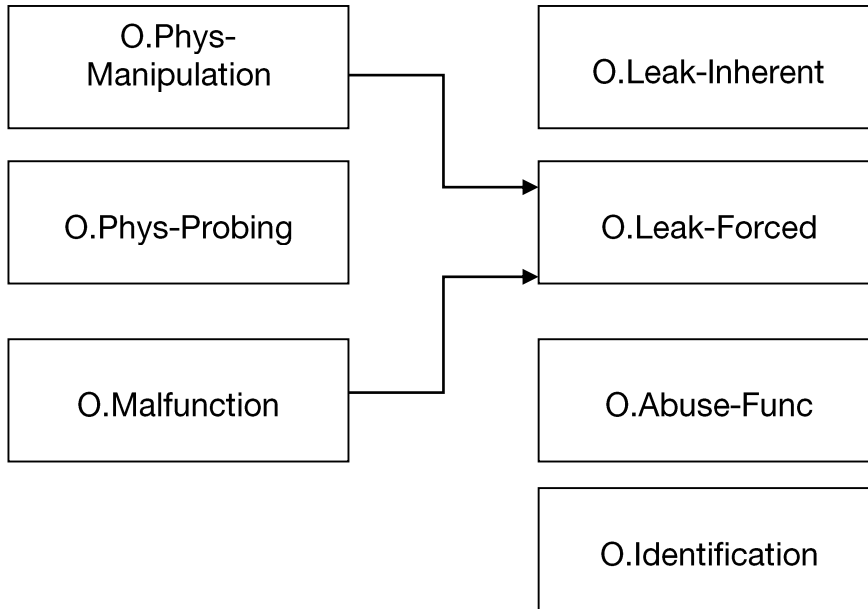 O.Phys-
Manipulation
O.Leak-Inherent
O.Phys-Probing
O.Leak-Forced
O.Malfunction
O.Abuse-Func
O.Identification